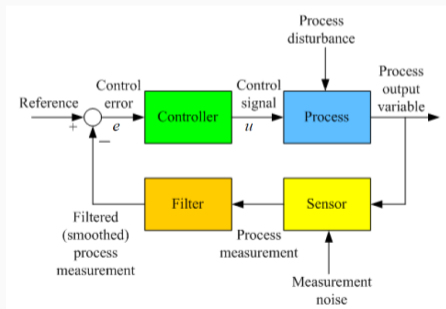 Process
disturbance
Process
output
variable
Control
error
Control
signal
Reference
+
e
Controller
u
Process
−
Filter
Sensor
Filtered
(smoothed)
process
measurement
Process
measurement
Measurement
noise